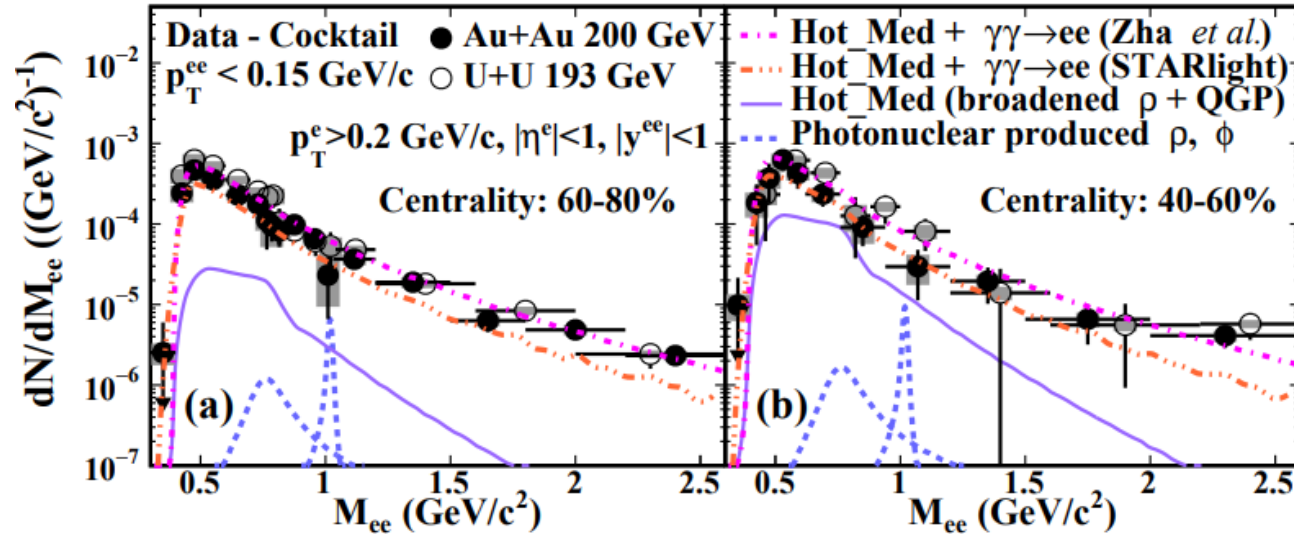 dN/dM_ee ((GeV/c²)⁻¹)
10⁻²
10⁻³
10⁻⁴
10⁻⁵
10⁻⁶
10⁻⁷
Data - Cocktail
● Au+Au 200 GeV
p_T^ee < 0.15 GeV/c
○ U+U 193 GeV
p_T^e>0.2 GeV/c, |η^e|<1, |y^ee|<1
Centrality: 60-80%
(a)
0.5 1 1.5 2 2.5
M_ee (GeV/c²)
Hot_Med + γγ→ee (Zha et al.)
Hot_Med + γγ→ee (STARlight)
Hot_Med (broadened ρ + QGP)
Photonuclear produced ρ, ϕ
Centrality: 40-60%
(b)
0.5 1 1.5 2 2.5
M_ee (GeV/c²)